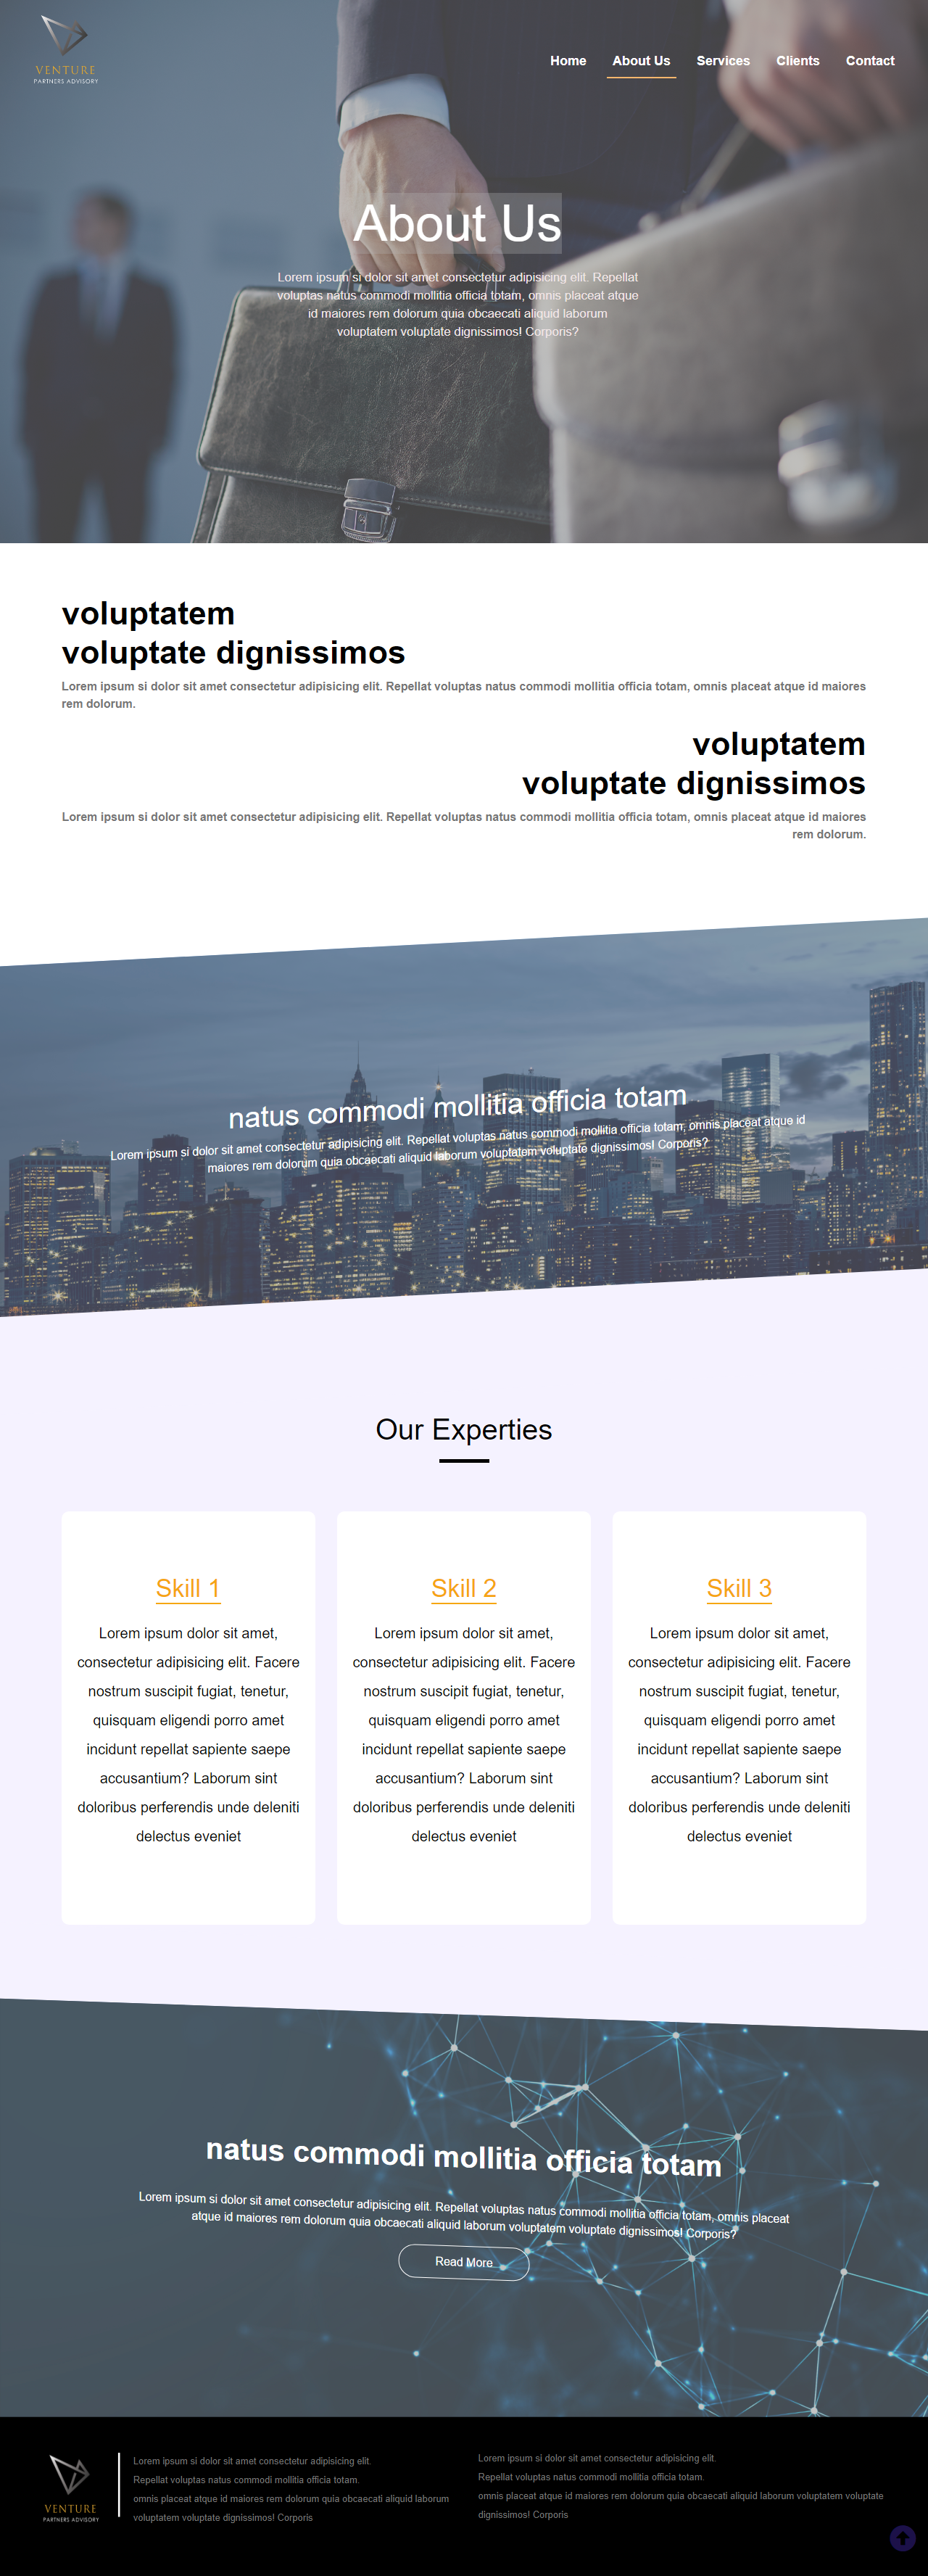 VENTURE
PARTNERS ADVISORY
Home About Us Services Clients Contact
About Us
Lorem ipsum si dolor sit amet consectetur adipisicing elit. Repellat
voluptas natus commodi mollitia officia totam, omnis placeat atque
id maiores rem dolorum quia obcaecati aliquid laborum
voluptatem voluptate dignissimos! Corporis?
voluptatem
voluptate dignissimos
Lorem ipsum si dolor sit amet consectetur adipisicing elit. Repellat voluptas natus commodi mollitia officia totam, omnis placeat atque id maiores
rem dolorum.
voluptatem
voluptate dignissimos
Lorem ipsum si dolor sit amet consectetur adipisicing elit. Repellat voluptas natus commodi mollitia officia totam, omnis placeat atque id maiores
rem dolorum.
natus commodi mollitia officia totam
Lorem ipsum si dolor sit amet consectetur adipisicing elit. Repellat voluptas natus commodi mollitia officia totam, omnis placeat atque id
maiores rem dolorum quia obcaecati aliquid laborum voluptatem voluptate dignissimos! Corporis?
Our Experties
Skill 1
Lorem ipsum dolor sit amet,
consectetur adipisicing elit. Facere
nostrum suscipit fugiat, tenetur,
quisquam eligendi porro amet
incidunt repellat sapiente saepe
accusantium? Laborum sint
doloribus perferendis unde deleniti
delectus eveniet
Skill 2
Lorem ipsum dolor sit amet,
consectetur adipisicing elit. Facere
nostrum suscipit fugiat, tenetur,
quisquam eligendi porro amet
incidunt repellat sapiente saepe
accusantium? Laborum sint
doloribus perferendis unde deleniti
delectus eveniet
Skill 3
Lorem ipsum dolor sit amet,
consectetur adipisicing elit. Facere
nostrum suscipit fugiat, tenetur,
quisquam eligendi porro amet
incidunt repellat sapiente saepe
accusantium? Laborum sint
doloribus perferendis unde deleniti
delectus eveniet
natus commodi mollitia officia totam
Lorem ipsum si dolor sit amet consectetur adipisicing elit. Repellat voluptas natus commodi mollitia officia totam, omnis placeat
atque id maiores rem dolorum quia obcaecati aliquid laborum voluptatem voluptate dignissimos! Corporis?
Read More
VENTURE
PARTNERS ADVISORY
Lorem ipsum si dolor sit amet consectetur adipisicing elit.
Repellat voluptas natus commodi mollitia officia totam.
omnis placeat atque id maiores rem dolorum quia obcaecati aliquid laborum
voluptatem voluptate dignissimos! Corporis
Lorem ipsum si dolor sit amet consectetur adipisicing elit.
Repellat voluptas natus commodi mollitia officia totam.
omnis placeat atque id maiores rem dolorum quia obcaecati aliquid laborum voluptatem voluptate
dignissimos! Corporis